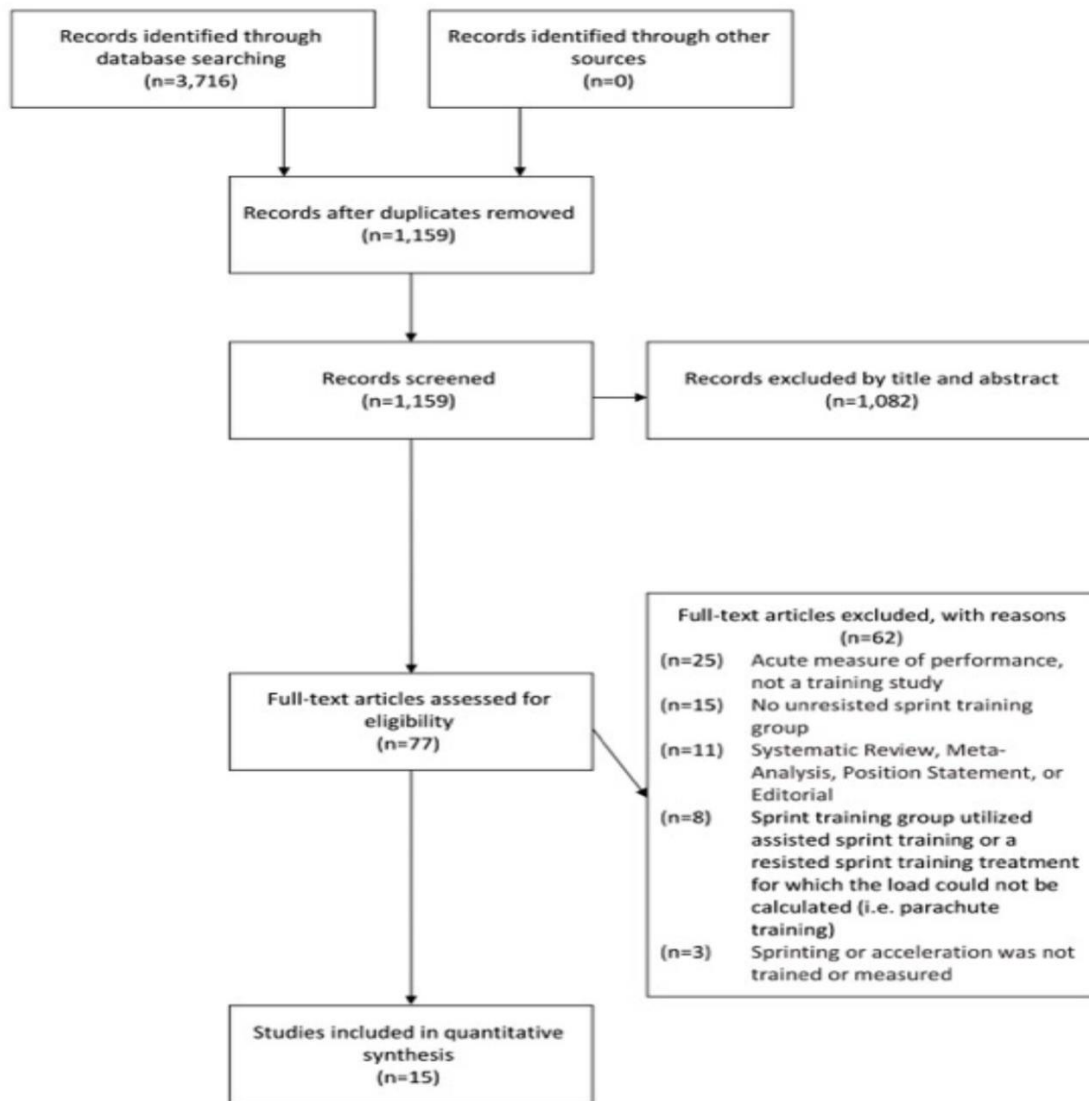 Records identified through
database searching
(n=3,716)
Records identified through other
sources
(n=0)
Records after duplicates removed
(n=1,159)
Records screened
(n=1,159)
Records excluded by title and abstract
(n=1,082)
Full-text articles assessed for
eligibility
(n=77)
Full-text articles excluded, with reasons
(n=62)
(n=25) Acute measure of performance,
not a training study
(n=15) No unresisted sprint training
group
(n=11) Systematic Review, Meta-
Analysis, Position Statement, or
Editorial
(n=8) Sprint training group utilized
assisted sprint training or a
resisted sprint training treatment
for which the load could not be
calculated (i.e. parachute
training)
(n=3) Sprinting or acceleration was not
trained or measured
Studies included in quantitative
synthesis
(n=15)